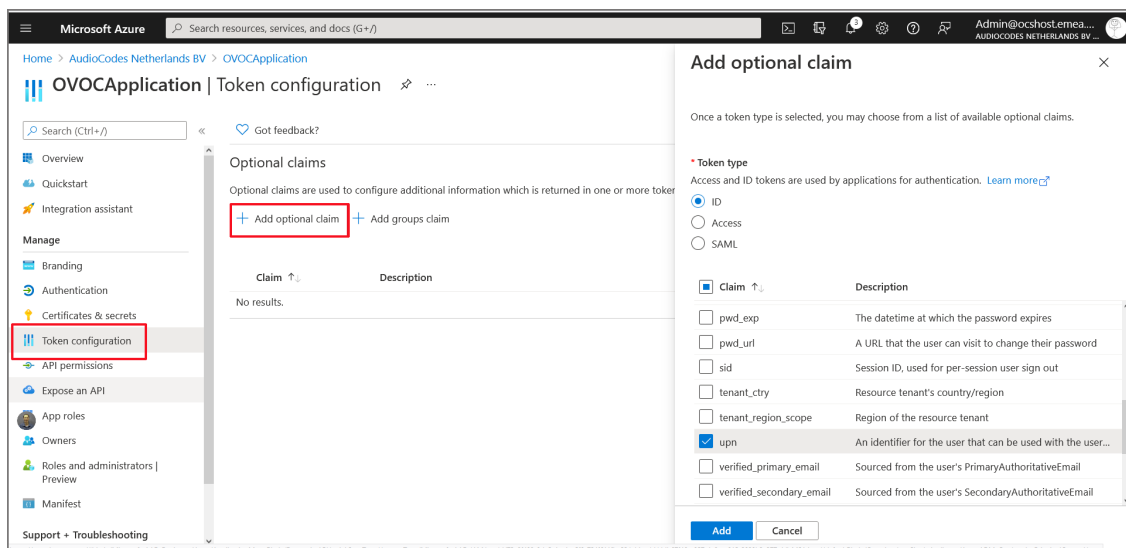 Microsoft Azure
Search resources, services, and docs (G+/)
3
Admin@ocshost.emea....
AUDIOCODES NETHERLANDS BV ...
Home > AudioCodes Netherlands BV > OVOCApplication
OVOCApplication | Token configuration
Search (Ctrl+/)
Overview
Quickstart
Integration assistant
Manage
Branding
Authentication
Certificates & secrets
Token configuration
API permissions
Expose an API
App roles
Owners
Roles and administrators |
Preview
Manifest
Support + Troubleshooting
Got feedback?
Optional claims
Optional claims are used to configure additional information which is returned in one or more token
Add optional claim
Add groups claim
Claim ↑↓ Description
No results.
Add optional claim
Once a token type is selected, you may choose from a list of available optional claims.
* Token type
Access and ID tokens are used by applications for authentication. Learn more
ID
Access
SAML
Claim ↑↓ Description
pwd_exp The datetime at which the password expires
pwd_url A URL that the user can visit to change their password
sid Session ID, used for per-session user sign out
tenant_ctry Resource tenant's country/region
tenant_region_scope Region of the resource tenant
upn An identifier for the user that can be used with the user...
verified_primary_email Sourced from the user's PrimaryAuthoritativeEmail
verified_secondary_email Sourced from the user's SecondaryAuthoritativeEmail
Add
Cancel